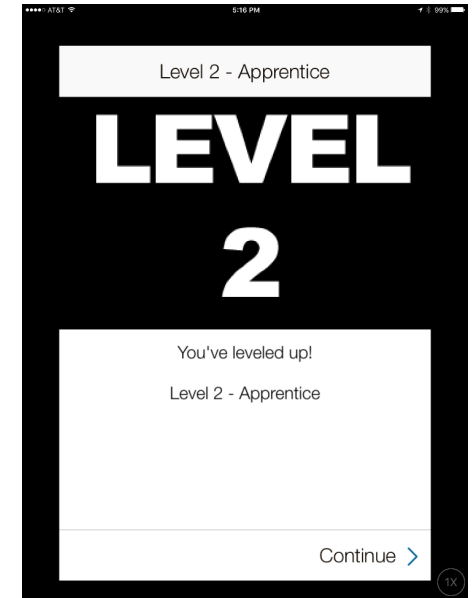 AT&T 5:16 PM 99%
Level 2 - Apprentice
LEVEL
2
You've leveled up!
Level 2 - Apprentice
Continue
1X